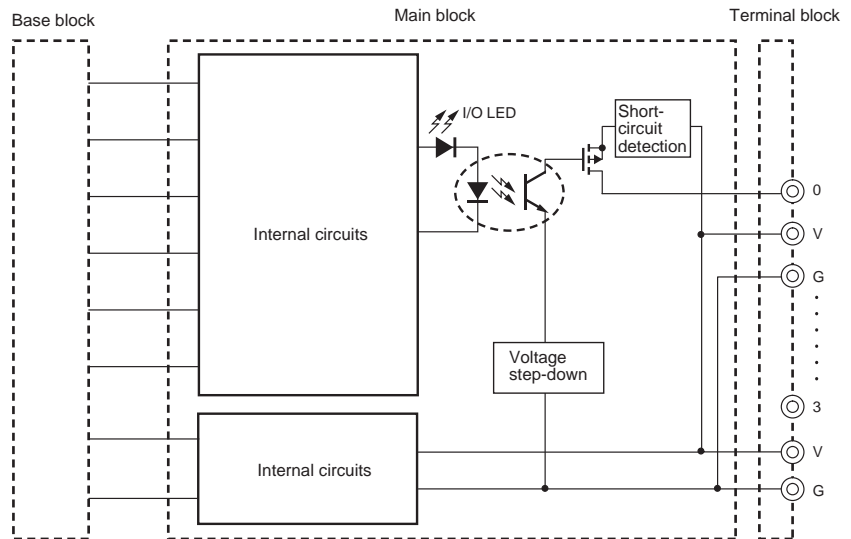 Base block
Main block
Terminal block
I/O LED
Short-
circuit
detection
0
Internal circuits
V
G
Voltage
step-down
3
V
Internal circuits
G